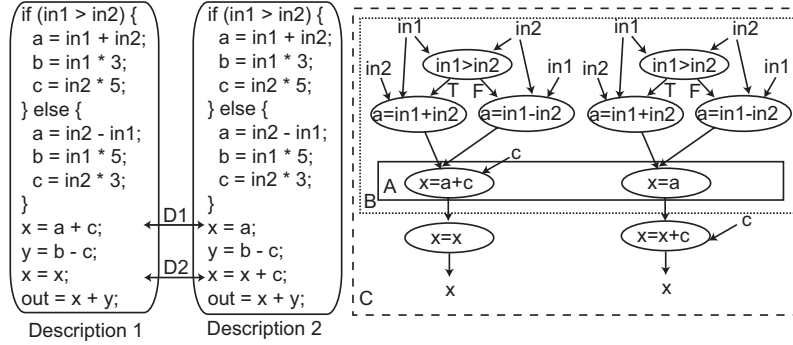 if (in1 > in2) {
a = in1 + in2;
b = in1 * 3;
c = in2 * 5;
} else {
a = in2 - in1;
b = in1 * 5;
c = in2 * 3;
}
x = a + c;
y = b - c;
x = x;
out = x + y;
Description 1
D1
D2
if (in1 > in2) {
a = in1 + in2;
b = in1 * 3;
c = in2 * 5;
} else {
a = in2 - in1;
b = in1 * 5;
c = in2 * 3;
}
x = a;
y = b - c;
x = x + c;
out = x + y;
Description 2
in1
in2
in1>in2
in2
in1
T F
a=in1+in2
a=in1-in2
c
A
x=a+c
B
x=x
x
C
in1
in2
in1>in2
in2
in1
T F
a=in1+in2
a=in1-in2
x=a
c
x=x+c
x